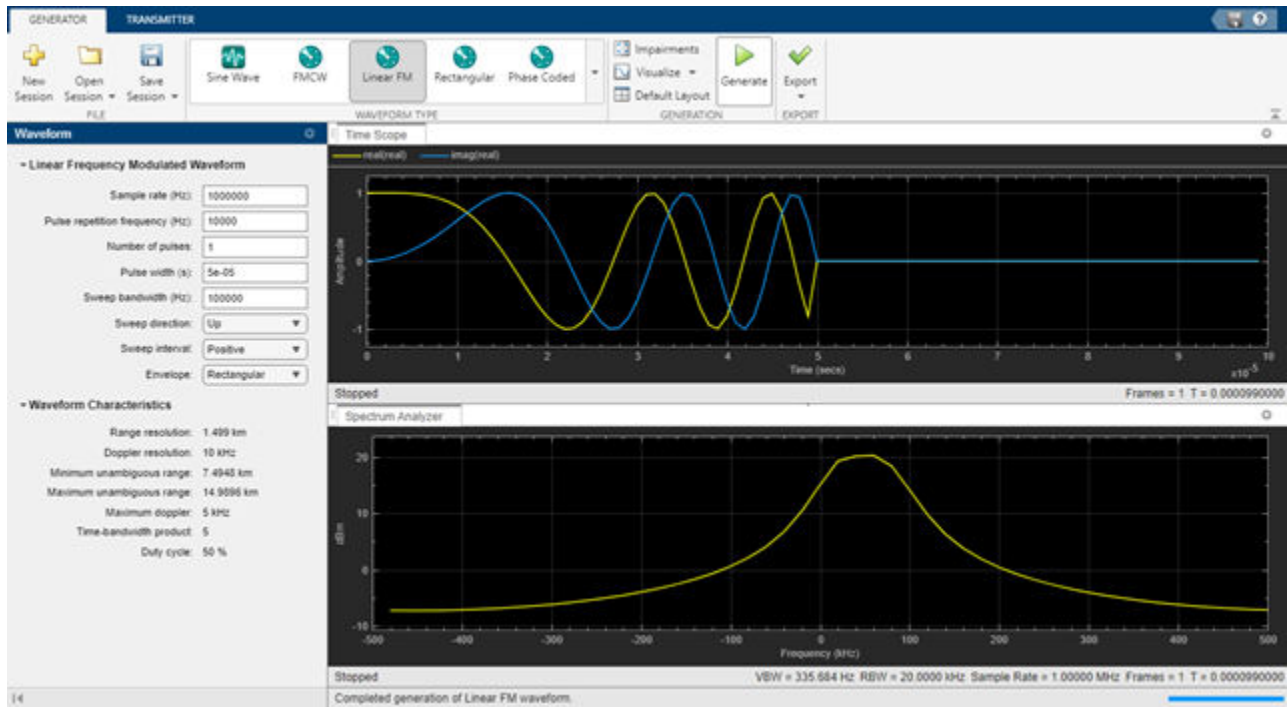 GENERATOR TRANSMITTER
New Session
Open Session
Save Session
FILE
Sine Wave FMCW Linear FM Rectangular Phase Coded
WAVEFORM TYPE
Impairments
Visualize
Default Layout
Generate
GENERATION
Export
EXPORT
Waveform
Linear Frequency Modulated Waveform
Sample rate (Hz): 1000000
Pulse repetition frequency (Hz): 10000
Number of pulses: 1
Pulse width (s): 5e-05
Sweep bandwidth (Hz): 100000
Sweep direction: Up
Sweep interval: Positive
Envelope: Rectangular
Waveform Characteristics
Range resolution: 1.499 km
Doppler resolution: 10 kHz
Minimum unambiguous range: 7.4948 km
Maximum unambiguous range: 14.9896 km
Maximum doppler: 5 kHz
Time-bandwidth product: 5
Duty cycle: 50 %
Time Scope
real(real) imag(real)
Amplitude
1
0
-1
0 1 2 3 4 5 6 7 8 9 10
Time (secs)
x10-5
Stopped Frames = 1 T = 0.0000990000
Spectrum Analyzer
dBm
20
10
0
-10
-500 -400 -300 -200 -100 0 100 200 300 400 500
Frequency (kHz)
Stopped VBW = 335.684 Hz RBW = 20.0000 kHz Sample Rate = 1.00000 MHz Frames = 1 T = 0.0000990000
Completed generation of Linear FM waveform.